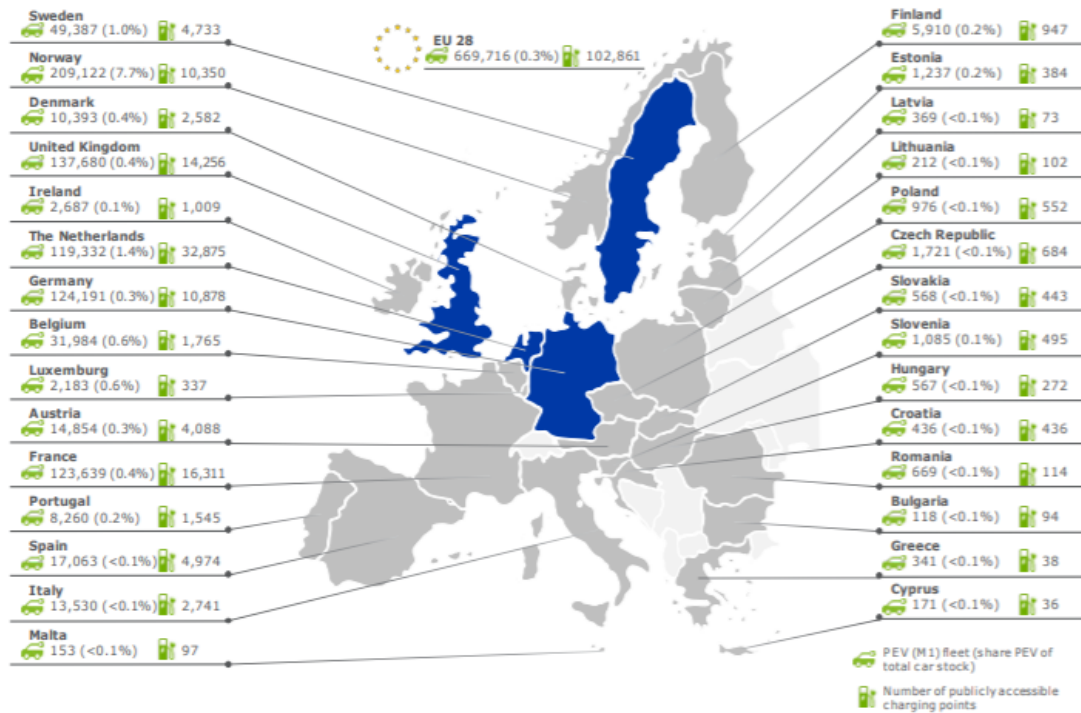 Sweden
49,387 (1.0%) 4,733
Norway
209,122 (7.7%) 10,350
Denmark
10,393 (0.4%) 2,582
United Kingdom
137,680 (0.4%) 14,256
Ireland
2,687 (0.1%) 1,009
The Netherlands
119,332 (1.4%) 32,875
Germany
124,191 (0.3%) 10,878
Belgium
31,984 (0.6%) 1,765
Luxemburg
2,183 (0.6%) 337
Austria
14,854 (0.3%) 4,088
France
123,639 (0.4%) 16,311
Portugal
8,260 (0.2%) 1,545
Spain
17,063 (<0.1%) 4,974
Italy
13,530 (<0.1%) 2,741
Malta
153 (<0.1%) 97
EU 28
669,716 (0.3%) 102,861
Finland
5,910 (0.2%) 947
Estonia
1,237 (0.2%) 384
Latvia
369 (<0.1%) 73
Lithuania
212 (<0.1%) 102
Poland
976 (<0.1%) 552
Czech Republic
1,721 (<0.1%) 684
Slovakia
568 (<0.1%) 443
Slovenia
1,085 (0.1%) 495
Hungary
567 (<0.1%) 272
Croatia
436 (<0.1%) 436
Romania
669 (<0.1%) 114
Bulgaria
118 (<0.1%) 94
Greece
341 (<0.1%) 38
Cyprus
171 (<0.1%) 36
PEV (M1) fleet (share PEV of
total car stock)
Number of publicly accessible
charging points